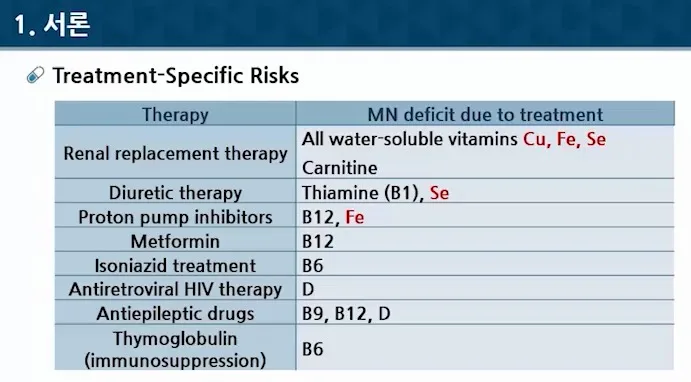 1. 서론
Treatment-Specific Risks
Therapy MN deficit due to treatment
Renal replacement therapy All water-soluble vitamins Cu, Fe, Se
Carnitine
Diuretic therapy Thiamine (B1), Se
Proton pump inhibitors B12, Fe
Metformin B12
Isoniazid treatment B6
Antiretroviral HIV therapy D
Antiepileptic drugs B9, B12, D
Thymoglobulin
(immunosuppression) B6